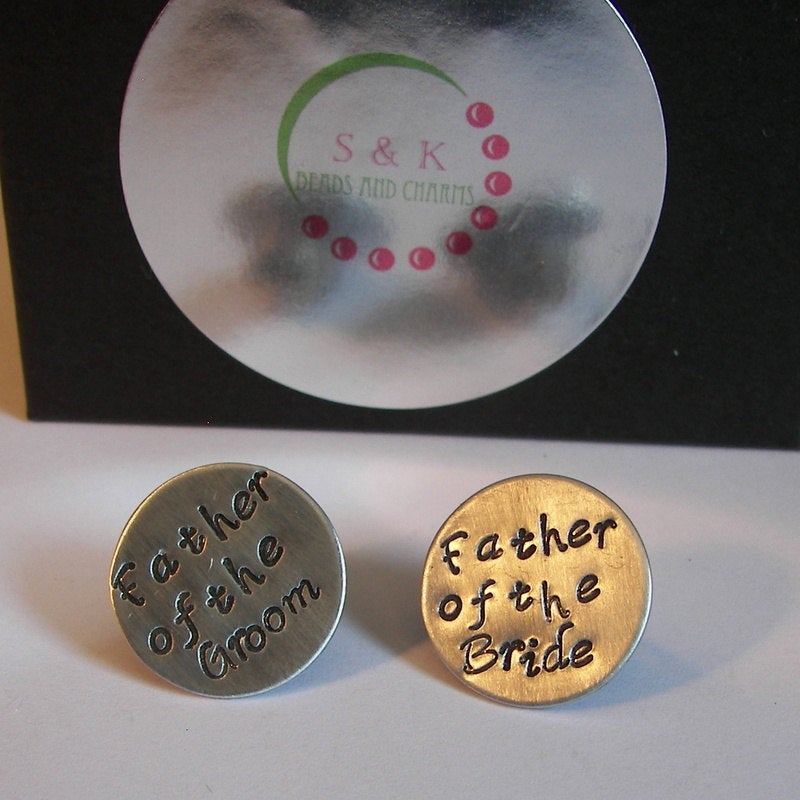 S & K
BEADS AND CHARMS
Father
of the
Groom
Father
of the
Bride